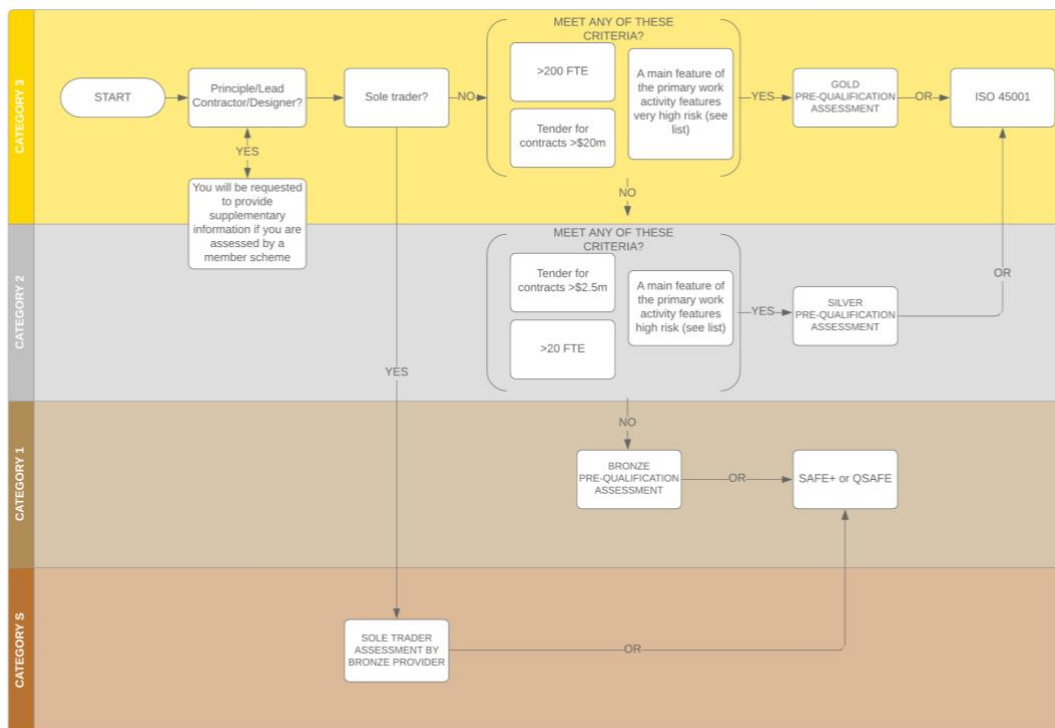 CATEGORY 3
START
Principle/Lead
Contractor/Designer?
YES
You will be requested
to provide
supplementary
information if you are
assessed by a
member scheme
Sole trader?
NO
MEET ANY OF THESE
CRITERIA?
>200 FTE
Tender for
contracts >$20m
A main feature of
the primary work
activity features
very high risk (see
list)
YES
GOLD
PRE-QUALIFICATION
ASSESSMENT
OR
ISO 45001
NO
CATEGORY 2
MEET ANY OF THESE
CRITERIA?
Tender for
contracts >$2.5m
>20 FTE
A main feature of
the primary work
activity features
high risk (see list)
YES
SILVER
PRE-QUALIFICATION
ASSESSMENT
OR
YES
NO
CATEGORY 1
BRONZE
PRE-QUALIFICATION
ASSESSMENT
OR
SAFE+ or QSAFE
CATEGORY S
SOLE TRADER
ASSESSMENT BY
BRONZE PROVIDER
OR